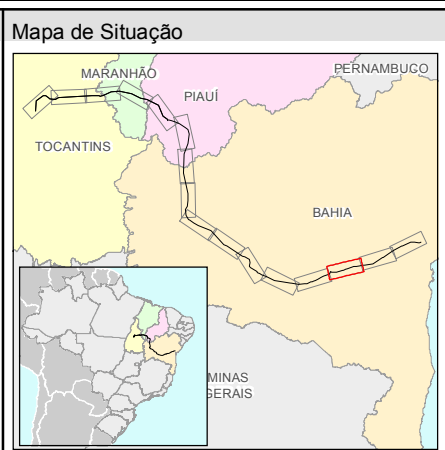 Mapa de Situação
PERNAMBUCO
MARANHÃO
PIAUÍ
TOCANTINS
BAHIA
MINAS
GERAIS